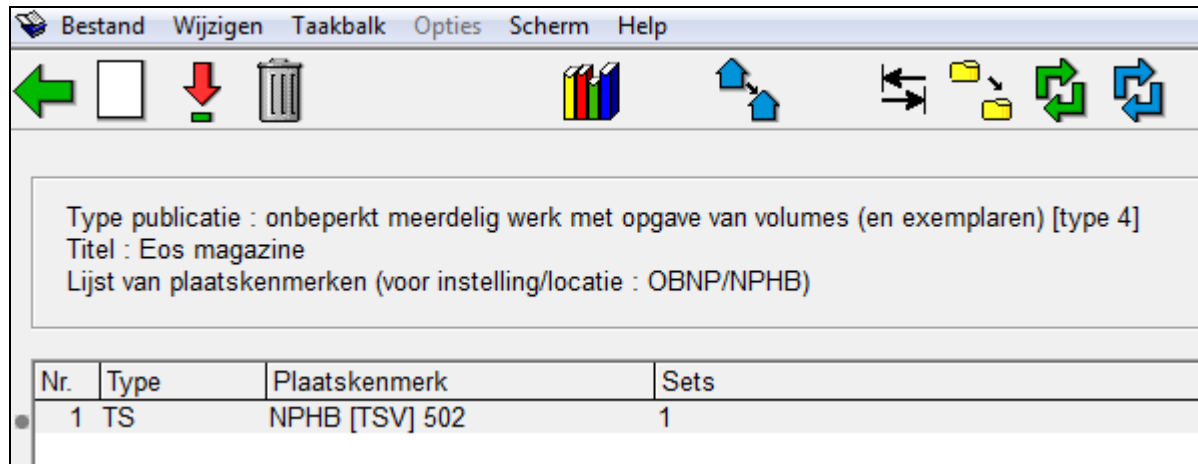 Bestand Wijzigen Taakbalk Opties Scherm Help
Type publicatie : onbeperkt meerdelig werk met opgave van volumes (en exemplaren) [type 4]
Titel : Eos magazine
Lijst van plaatskenmerken (voor instelling/locatie : OBNP/NPHB)
Nr. Type Plaatskenmerk Sets
1 TS NPHB [TSV] 502 1